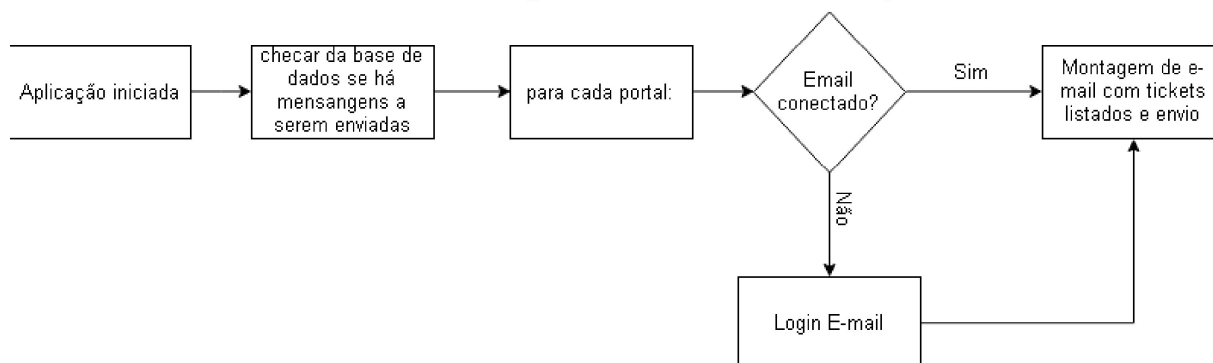 Aplicação iniciada
checar da base de
dados se há
mensangens a
serem enviadas
para cada portal:
Email
conectado?
Sim
Montagem de e-
mail com tickets
listados e envio
Não
Login E-mail